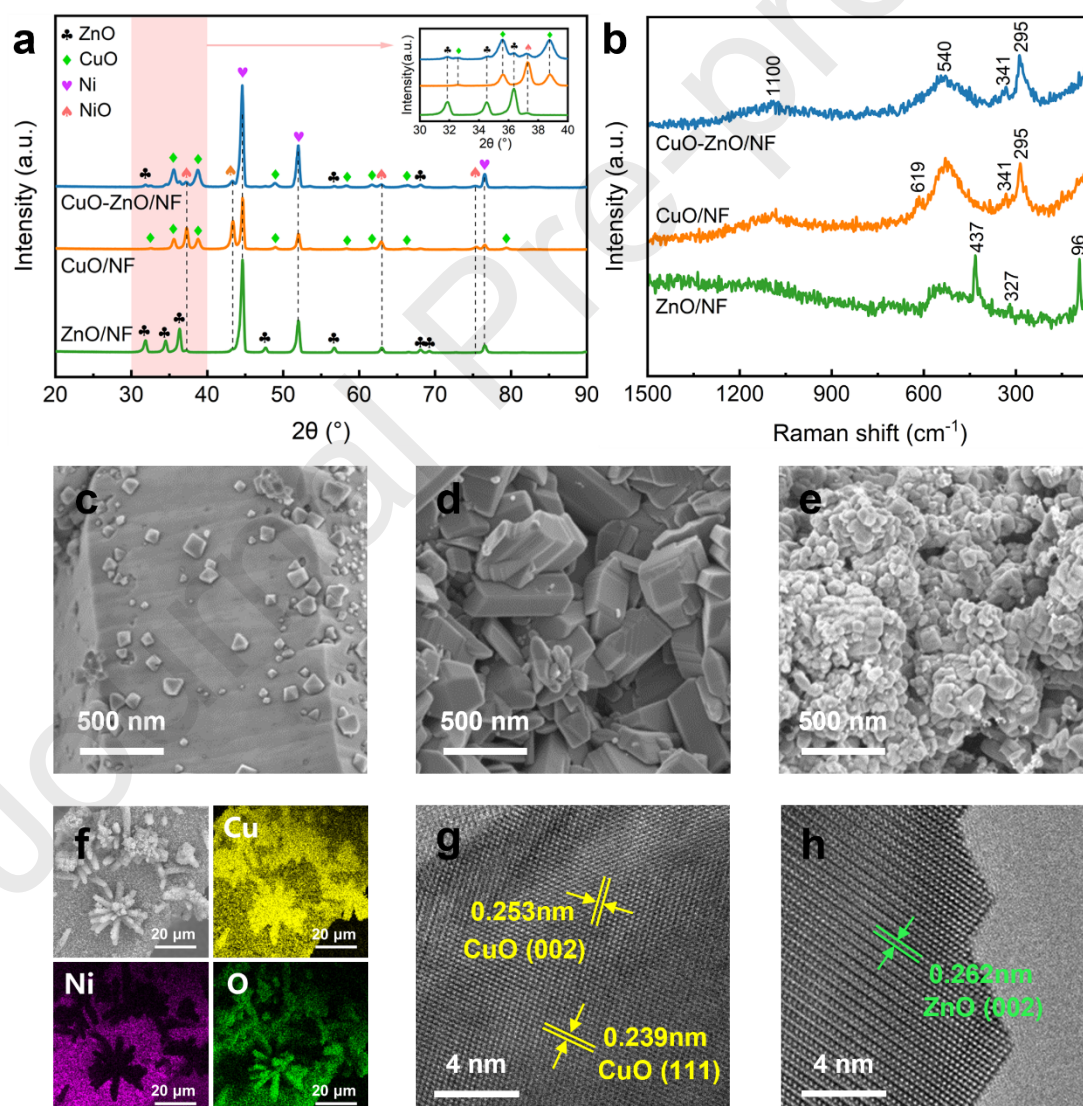 a
♣ ZnO
♦ CuO
♥ Ni
♠ NiO
Intensity (a.u.)
CuO-ZnO/NF
CuO/NF
ZnO/NF
20 30 40 50 60 70 80 90
2θ (°)
Intensity(a.u.)
30 32 34 36 38 40
2θ (°)
b
Intensity (a.u.)
1100
540
341
295
CuO-ZnO/NF
619
341
295
CuO/NF
437
327
96
ZnO/NF
1500 1200 900 600 300
Raman shift (cm⁻¹)
c
500 nm
d
500 nm
e
500 nm
f
20 μm
Cu
20 μm
Ni
20 μm
O
20 μm
g
0.253nm
CuO (002)
0.239nm
CuO (111)
4 nm
h
0.262nm
ZnO (002)
4 nm